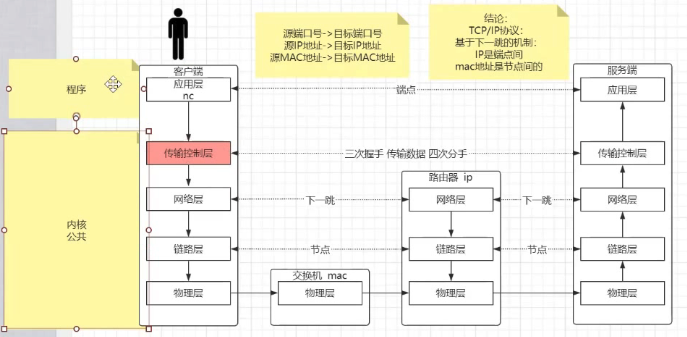 源端口号->目标端口号
源IP地址->目标IP地址
源MAC地址->目标MAC地址
结论：
TCP/IP协议：
基于下一跳的机制：
IP是端点间
mac地址是节点间的
程序
内核
公共
客户端
应用层
nc
传输控制层
网络层
链路层
物理层
端点
三次握手 传输数据 四次分手
下一跳
节点
交换机 mac
物理层
路由器 ip
网络层
链路层
物理层
下一跳
节点
服务端
应用层
传输控制层
网络层
链路层
物理层